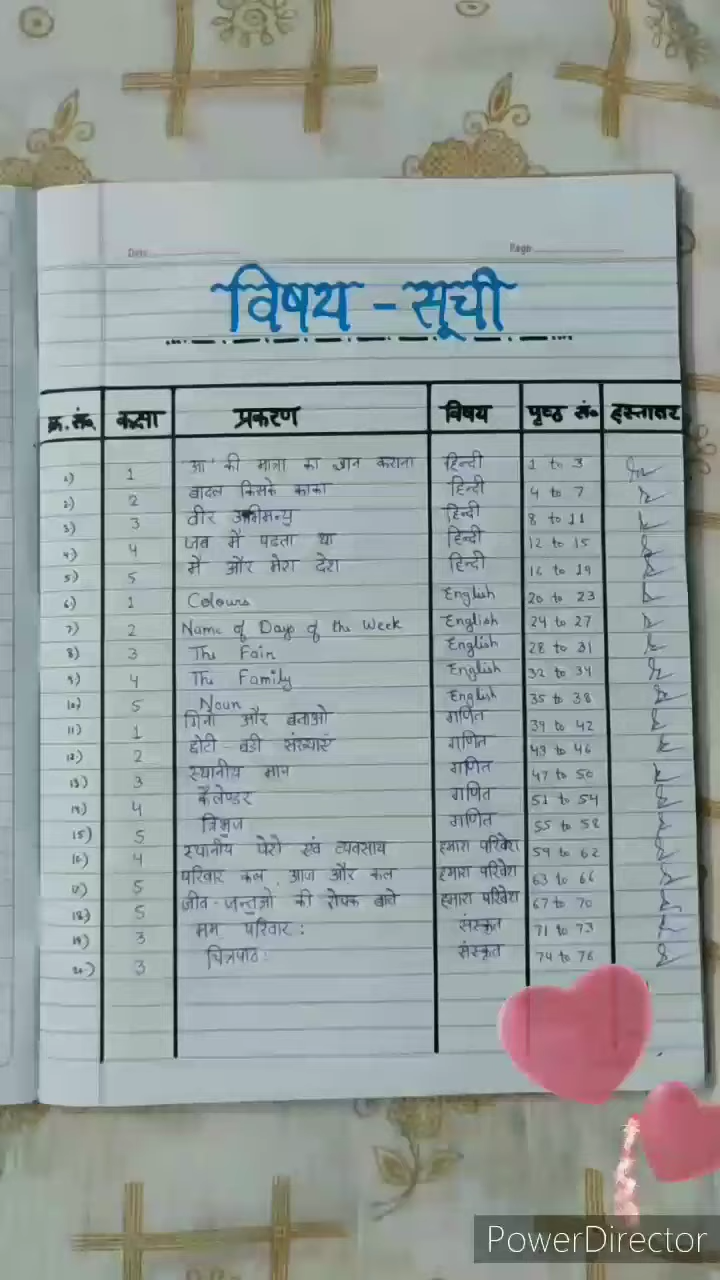 Date
Page
विषय - सूची
क्र. सं. कक्षा प्रकरण विषय पृष्ठ सं. हस्ताक्षर
1) 1 'आ' की मात्रा का ज्ञान कराना हिन्दी 1 to 3
2) 2 बादल किसके काका हिन्दी 4 to 7
3) 3 वीर अभिमन्यु हिन्दी 8 to 11
4) 4 जब मैं पढता था हिन्दी 12 to 15
5) 5 मैं और मेरा देश हिन्दी 16 to 19
6) 1 Colours English 20 to 23
7) 2 Name of Days of the Week English 24 to 27
8) 3 The Fair English 28 to 31
9) 4 The Family English 32 to 34
10) 5 Noun English 35 to 38
11) 1 गिनो और बताओ गणित 39 to 42
12) 2 छोटी - बडी संख्याएं गणित 43 to 46
13) 3 स्थानीय मान गणित 47 to 50
14) 4 कैलेण्डर गणित 51 to 54
15) 5 त्रिभुज गणित 55 to 58
16) 4 स्थानीय पेशे एवं व्यवसाय हमारा परिवेश 59 to 62
17) 5 परिवार कल, आज और कल हमारा परिवेश 63 to 66
18) 5 जीव - जन्तुओ की रोचक बाते हमारा परिवेश 67 to 70
19) 3 मम परिवार : संस्कृत 71 to 73
20) 3 चित्रपाठ : संस्कृत 74 to 76
PowerDirector